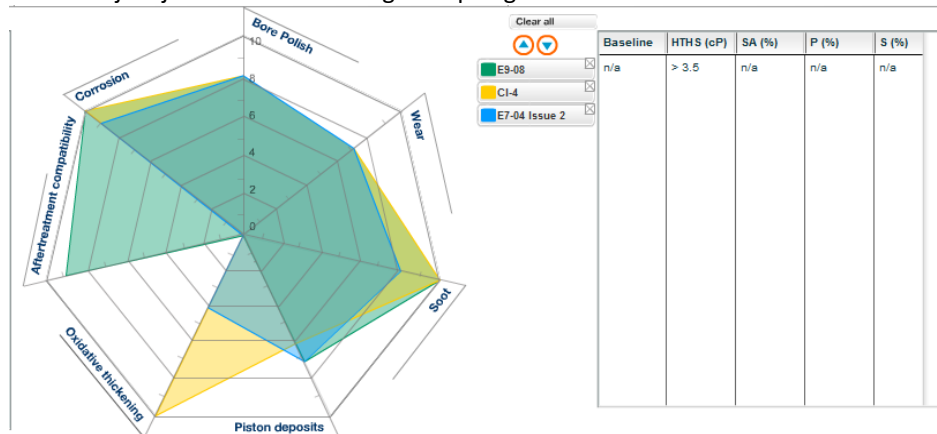 Bore Polish
Wear
Soot
Piston deposits
Oxidative thickening
Aftertreatment compatibility
Corrosion
10
8
6
4
2
0
Clear all
E9-08
CI-4
E7-04 Issue 2
Baseline HTHS (cP) SA (%) P (%) S (%)
n/a > 3.5 n/a n/a n/a